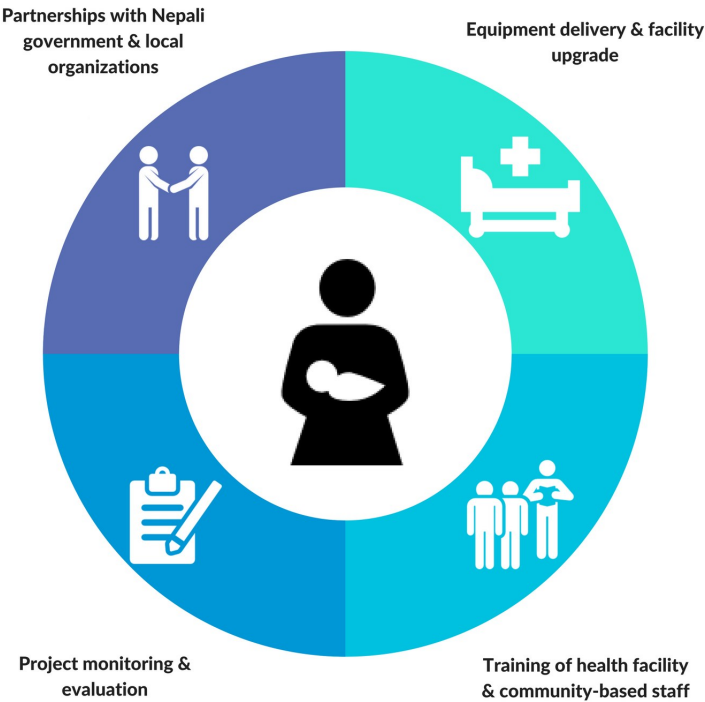 Partnerships with Nepali
government & local
organizations
Equipment delivery & facility
upgrade
Project monitoring &
evaluation
Training of health facility
& community-based staff